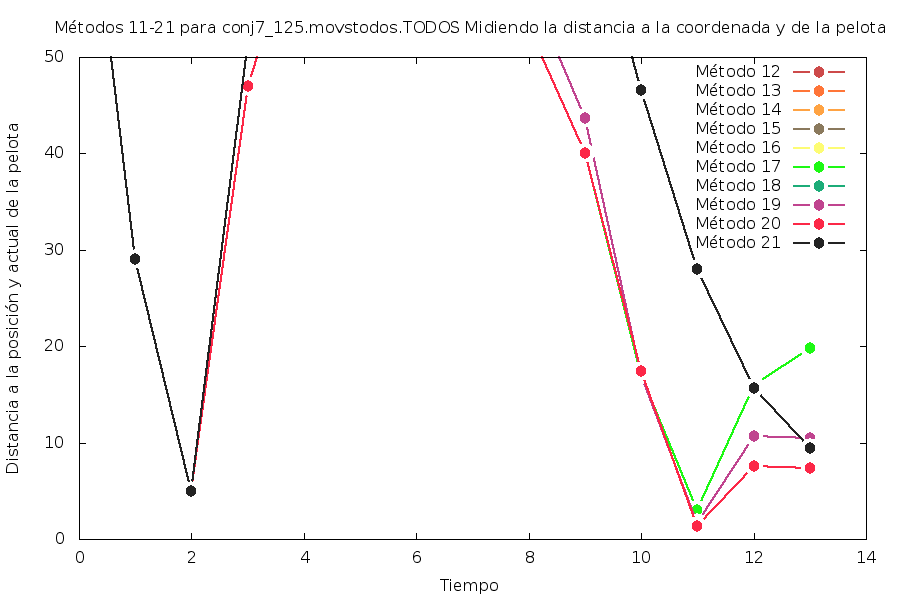 Métodos 11-21 para conj7_125.movstodos.TODOS Midiendo la distancia a la coordenada y de la pelota
Distancia a la posición y actual de la pelota
50
40
30
20
10
0
Método 12
Método 13
Método 14
Método 15
Método 16
Método 17
Método 18
Método 19
Método 20
Método 21
0 2 4 6 8 10 12 14
Tiempo